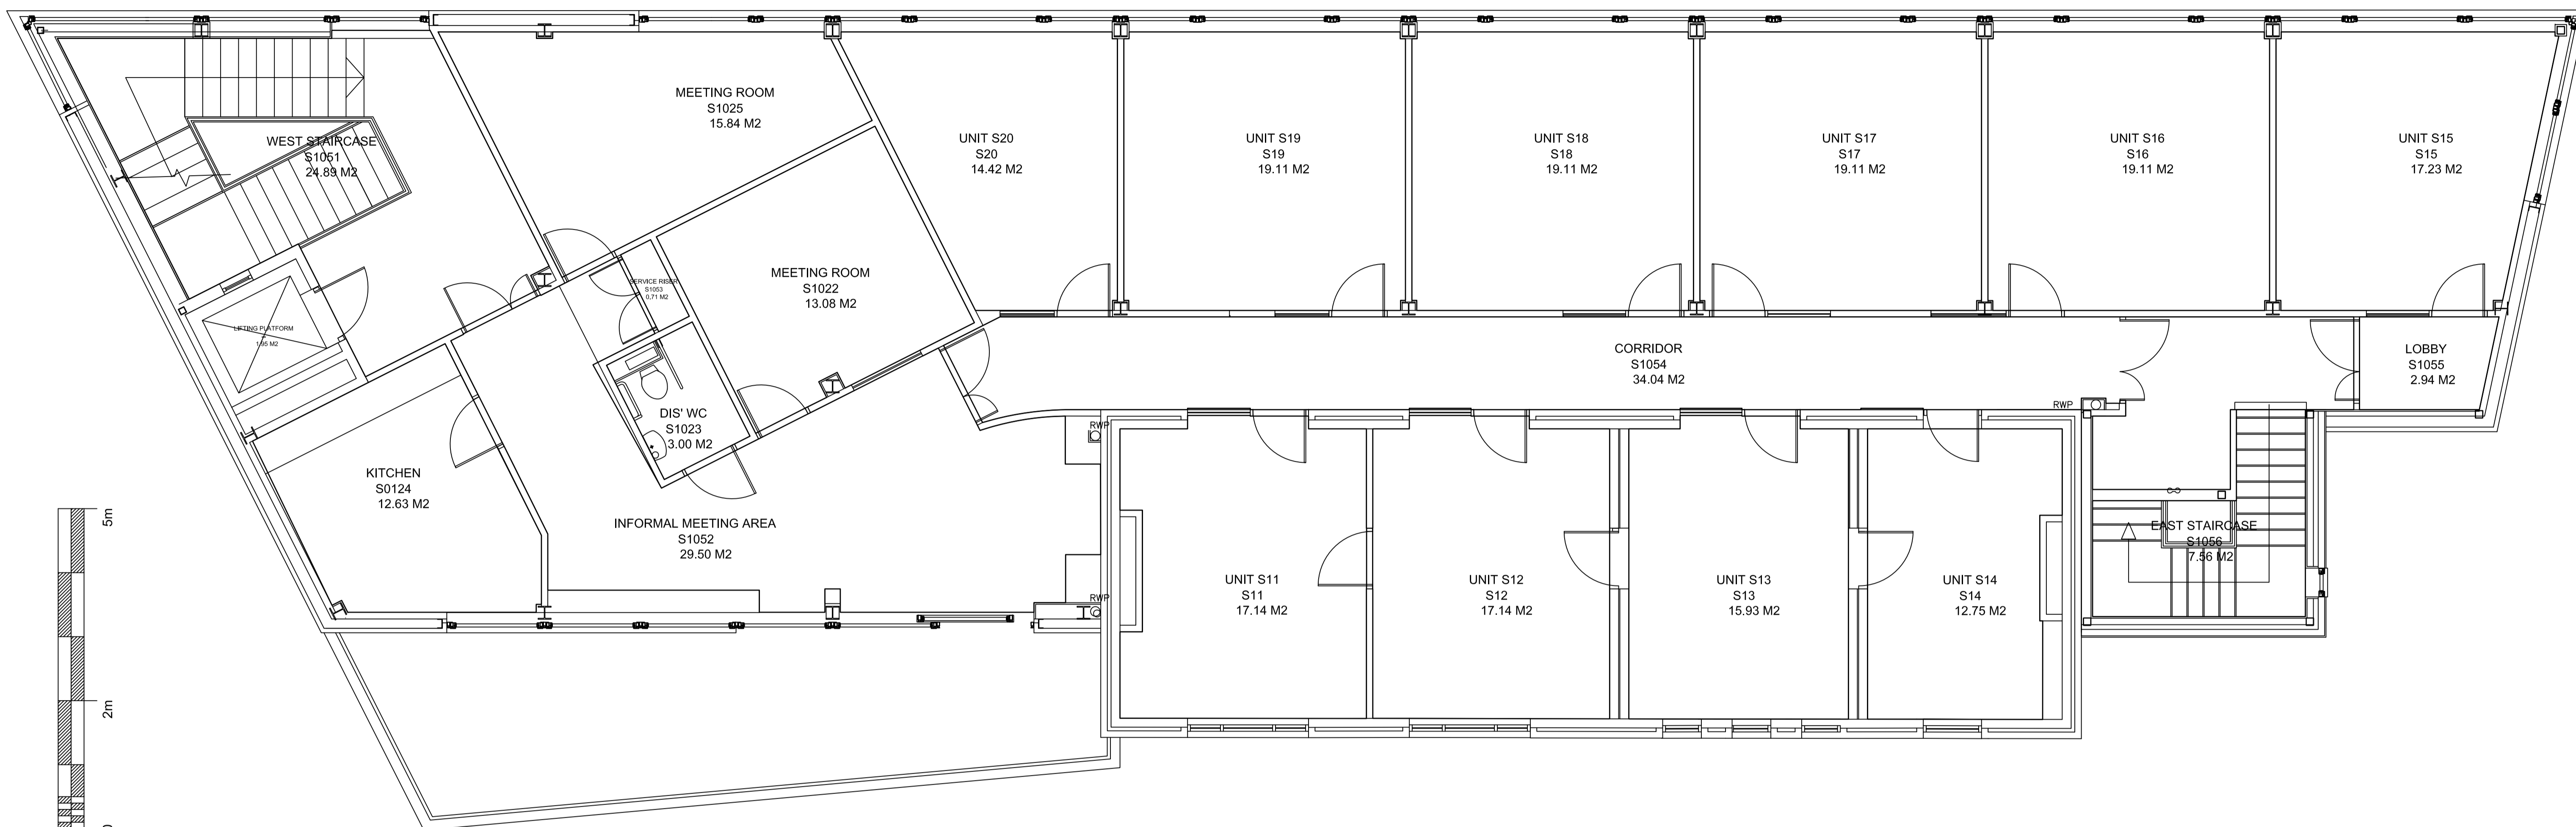 MEETING ROOM
S1025
15.84 M2
WEST STAIRCASE
S1051
24.89 M2
UNIT S20
S20
14.42 M2
UNIT S19
S19
19.11 M2
UNIT S18
S18
19.11 M2
UNIT S17
S17
19.11 M2
UNIT S16
S16
19.11 M2
UNIT S15
S15
17.23 M2
MEETING ROOM
S1022
13.08 M2
SERVICE RISER
S1053
0,71 M2
LIFTING PLATFORM
1.95 M2
CORRIDOR
S1054
34.04 M2
LOBBY
S1055
2.94 M2
DIS' WC
S1023
3.00 M2
RWP
RWP
KITCHEN
S0124
12.63 M2
INFORMAL MEETING AREA
S1052
29.50 M2
RWP
UNIT S11
S11
17.14 M2
UNIT S12
S12
17.14 M2
UNIT S13
S13
15.93 M2
UNIT S14
S14
12.75 M2
EAST STAIRCASE
S1056
7.56 M2
5m
2m